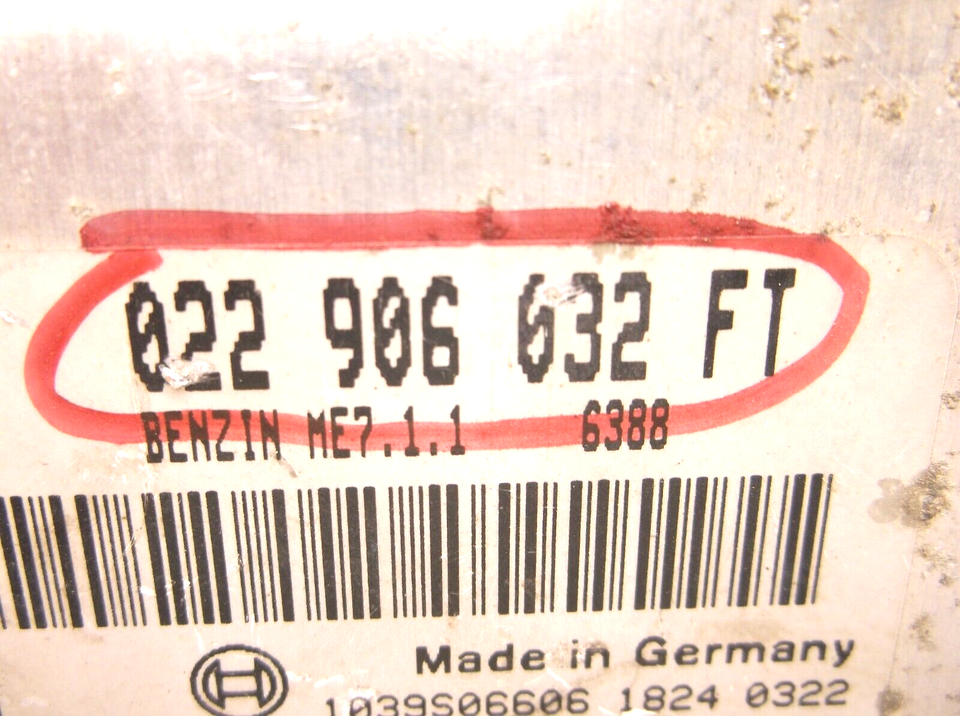 022 906 032 FT
BENZIN ME7.1.1 6388
Made in Germany
1039S06606 1824 0322